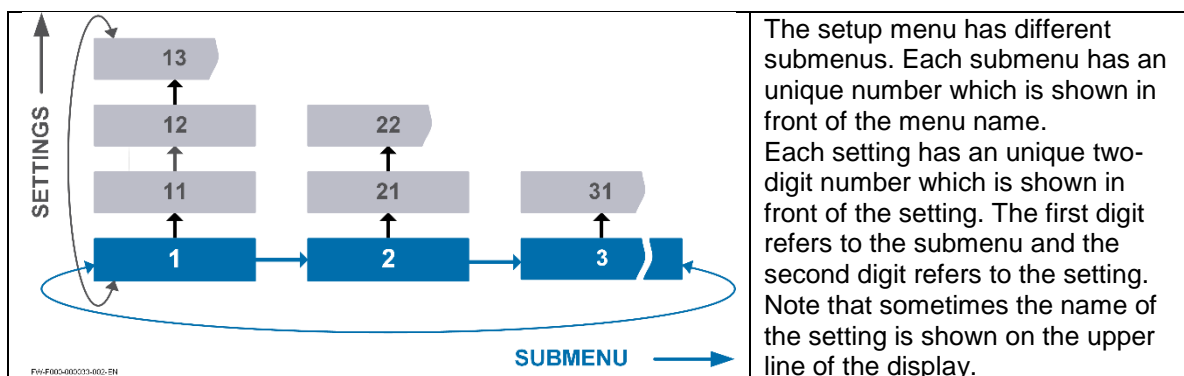 SETTINGS
13
12
22
11
21
31
1
2
3
SUBMENU
FW-F000-000033-002-EN
The setup menu has different
submenus. Each submenu has an
unique number which is shown in
front of the menu name.
Each setting has an unique two-
digit number which is shown in
front of the setting. The first digit
refers to the submenu and the
second digit refers to the setting.
Note that sometimes the name of
the setting is shown on the upper
line of the display.